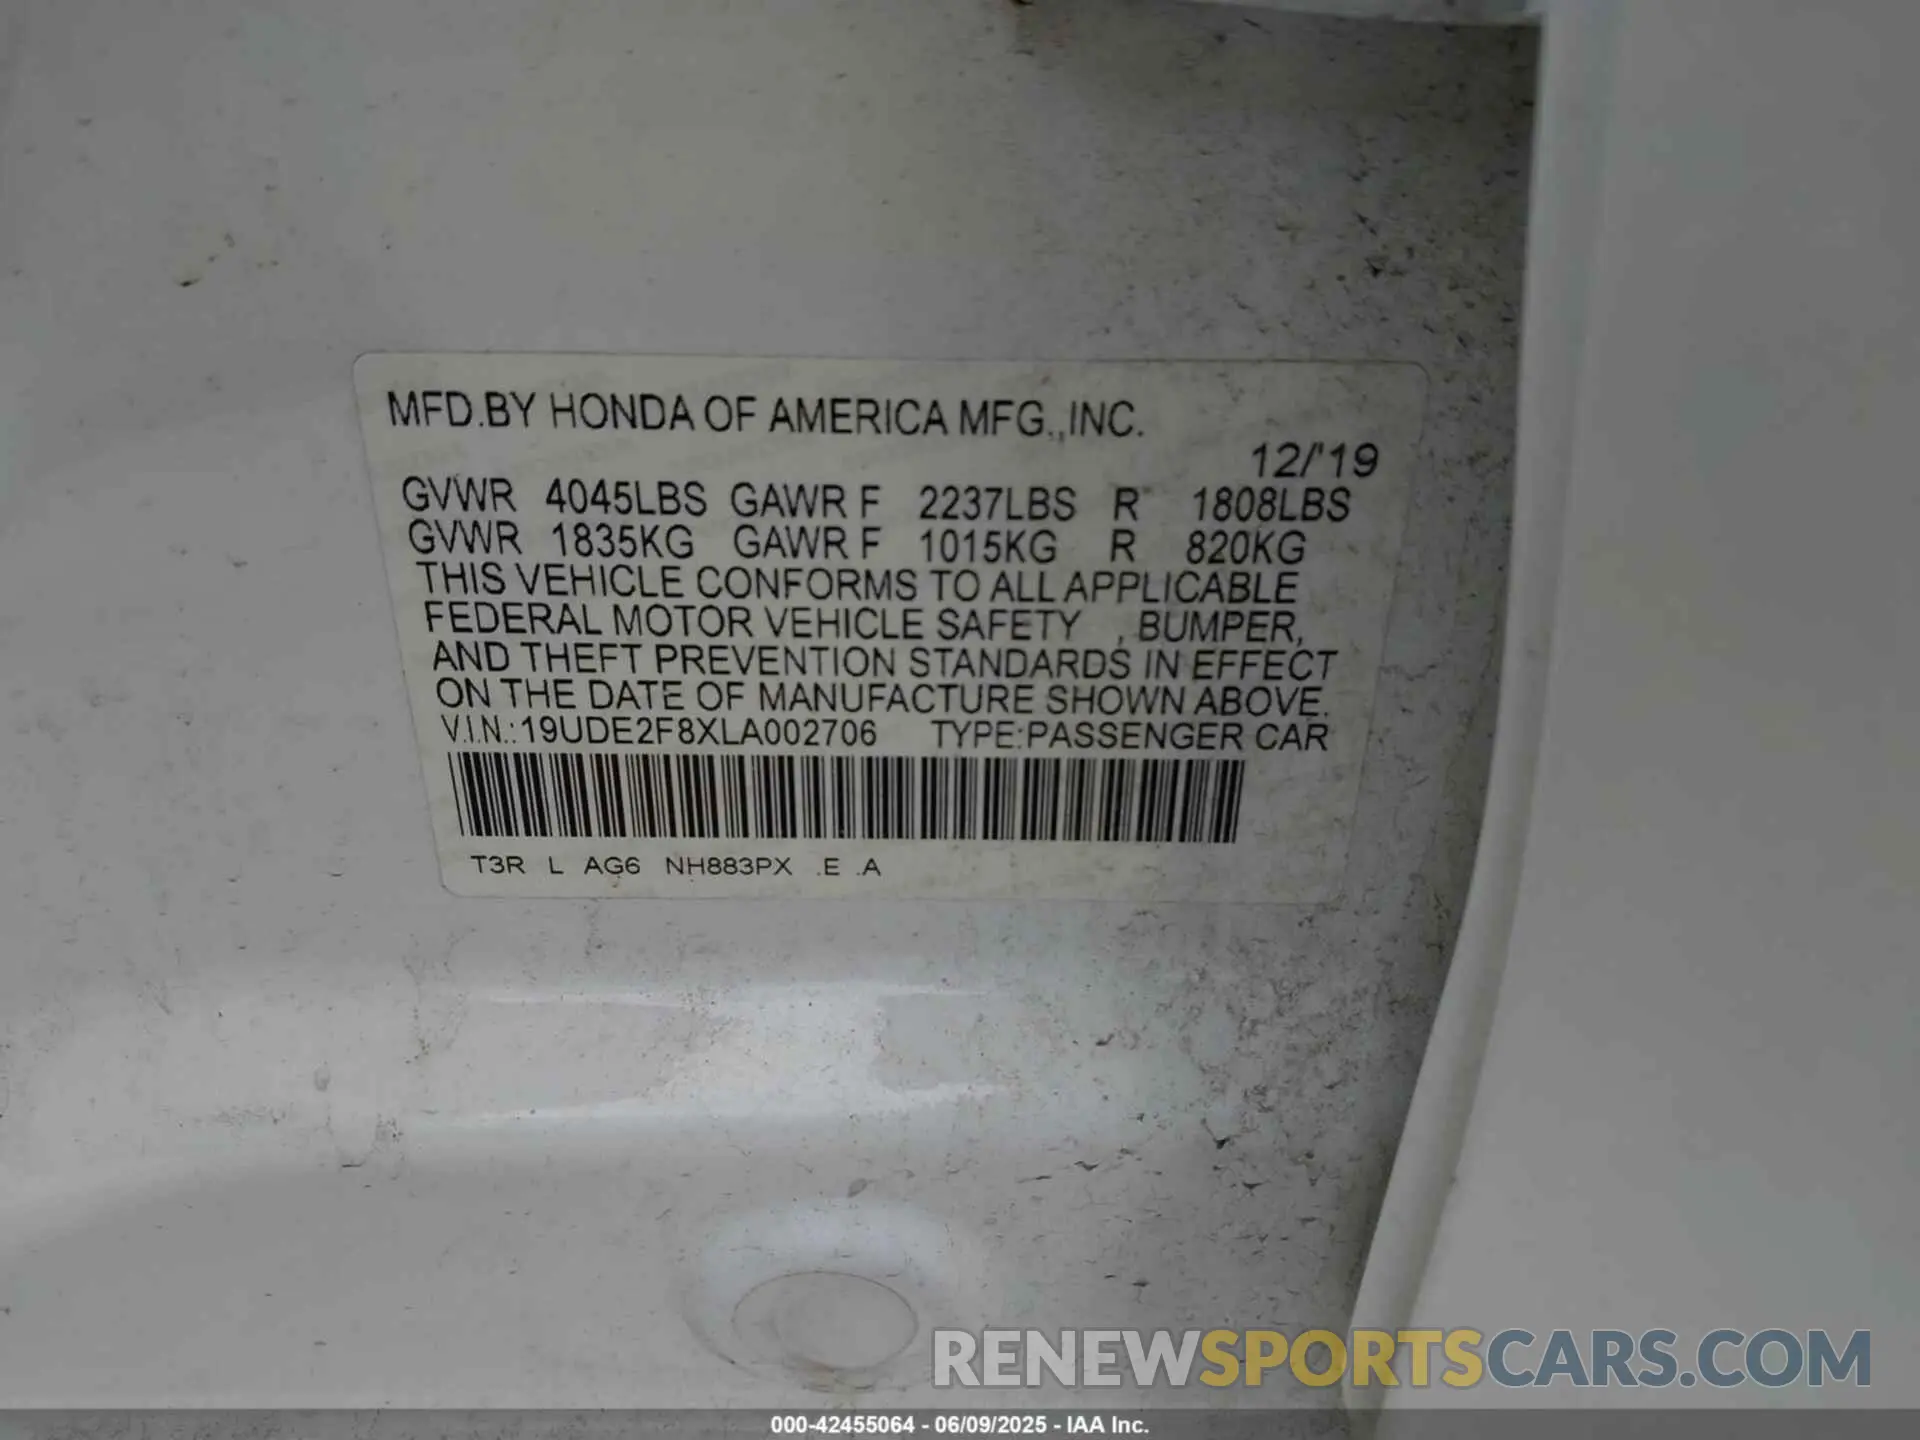 MFD.BY HONDA OF AMERICA MFG.,INC.
12/'19
GVWR 4045LBS GAWR F 2237LBS R 1808LBS
GVWR 1835KG GAWR F 1015KG R 820KG
THIS VEHICLE CONFORMS TO ALL APPLICABLE
FEDERAL MOTOR VEHICLE SAFETY , BUMPER,
AND THEFT PREVENTION STANDARDS IN EFFECT
ON THE DATE OF MANUFACTURE SHOWN ABOVE.
V.I.N.:19UDE2F8XLA002706 TYPE:PASSENGER CAR
T3R L AG6 NH883PX .E .A
RENEWSPORTSCARS.COM
000-42455064 - 06/09/2025 - IAA Inc.